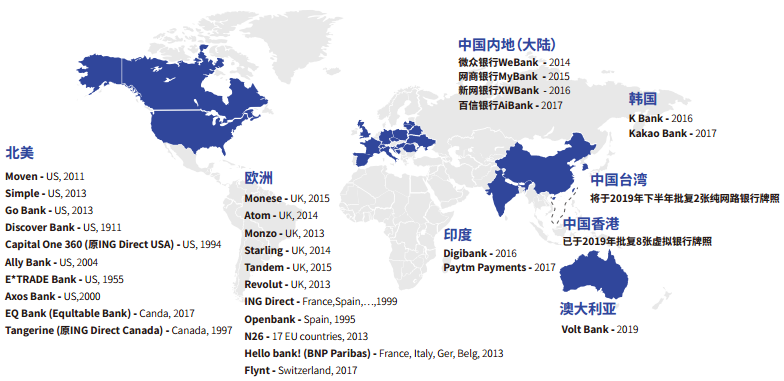 中国内地（大陆）
微众银行WeBank - 2014
网商银行MyBank - 2015
新网银行XWBank - 2016
百信银行AiBank - 2017
韩国
K Bank - 2016
Kakao Bank - 2017
北美
Moven - US, 2011
Simple - US, 2013
Go Bank - US, 2013
Discover Bank - US, 1911
Capital One 360 (原ING Direct USA) - US, 1994
Ally Bank - US, 2004
E*TRADE Bank - US, 1955
Axos Bank - US,2000
EQ Bank (Equltable Bank) - Canda, 2017
Tangerine (原ING Direct Canada) - Canada, 1997
欧洲
Monese - UK, 2015
Atom - UK, 2014
Monzo - UK, 2013
Starling - UK, 2014
Tandem - UK, 2015
Revolut - UK, 2013
ING Direct - France,Spain,…,1999
Openbank - Spain, 1995
N26 - 17 EU countries, 2013
Hello bank! (BNP Paribas) - France, Italy, Ger, Belg, 2013
Flynt - Switzerland, 2017
中国台湾
将于2019年下半年批复2张纯网路银行牌照
中国香港
已于2019年批复8张虚拟银行牌照
印度
Digibank - 2016
Paytm Payments - 2017
澳大利亚
Volt Bank - 2019